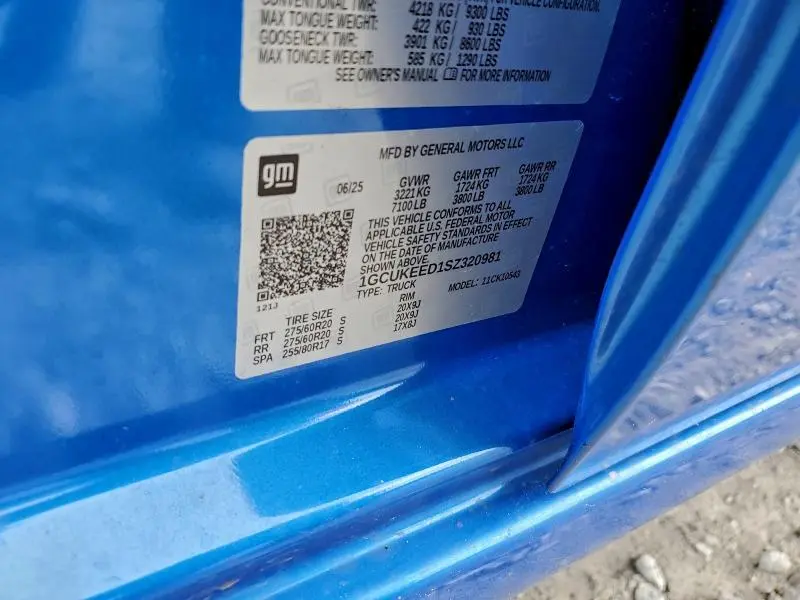 CONVENTIONAL TWR: 4218 KG / 9300 LBS
MAX TONGUE WEIGHT: 422 KG / 930 LBS
GOOSENECK TWR: 3901 KG / 8600 LBS
MAX TONGUE WEIGHT: 585 KG / 1290 LBS
SEE OWNER'S MANUAL FOR MORE INFORMATION
MFD BY GENERAL MOTORS LLC
gm
06/25
GVWR GAWR FRT GAWR RR
3221 KG 1724 KG 1724 KG
7100 LB 3800 LB 3800 LB
THIS VEHICLE CONFORMS TO ALL
APPLICABLE U.S. FEDERAL MOTOR
VEHICLE SAFETY STANDARDS IN EFFECT
ON THE DATE OF MANUFACTURE
SHOWN ABOVE.
1GCUKEED1SZ320981
TYPE: TRUCK MODEL: 11CK10543
121J
TIRE SIZE RIM
FRT 275/60R20 S 20X9J
RR 275/60R20 S 20X9J
SPA 255/80R17 S 17X8J